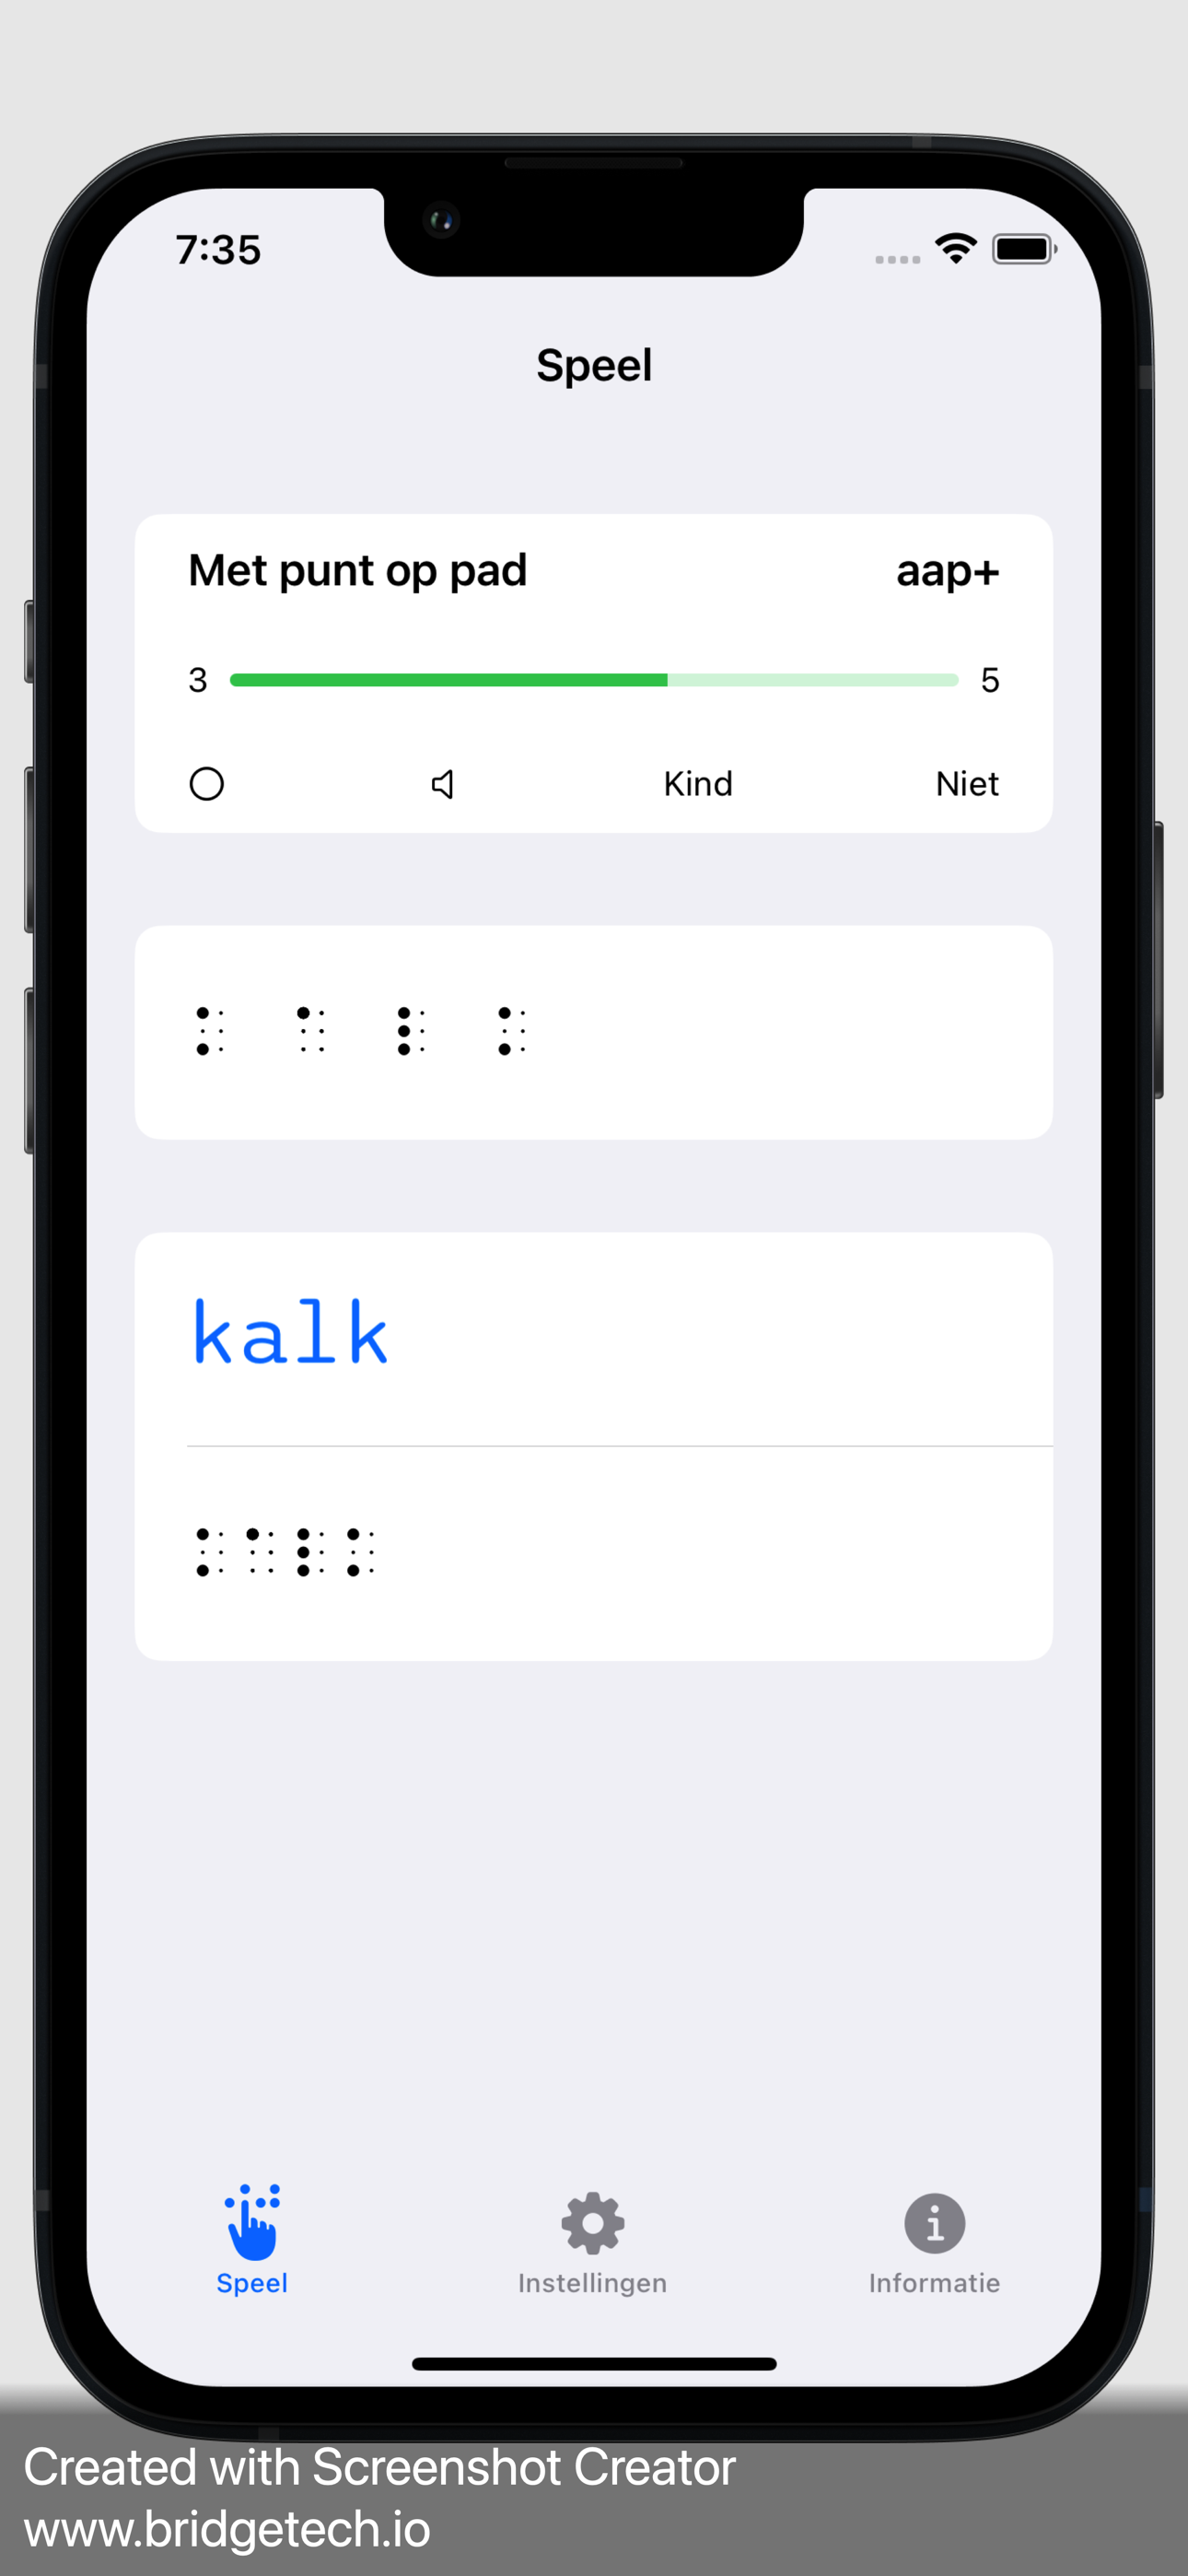 7:35
Speel
Met punt op pad aap+
3 5
Kind Niet
⠅ ⠁ ⠇ ⠅
kalk
⠅⠁⠇⠅
Speel Instellingen Informatie
Created with Screenshot Creator
www.bridgetech.io